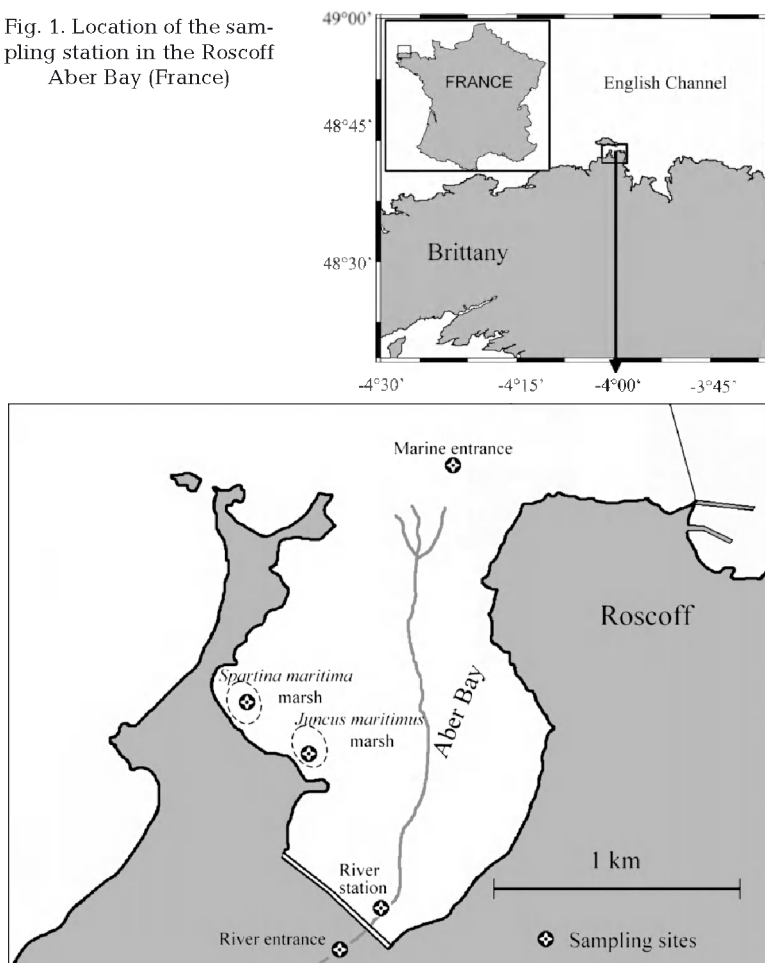 Fig. 1. Location of the sam-
pling station in the Roscoff
Aber Bay (France)
49°00'
FRANCE
English Channel
48°45'
Brittany
48°30'
-4°30' -4°15' -4°00' -3°45'
Marine entrance
Roscoff
Spartina maritima
marsh
Juncus maritimus
marsh
Aber Bay
1 km
River
station
River entrance
Sampling sites